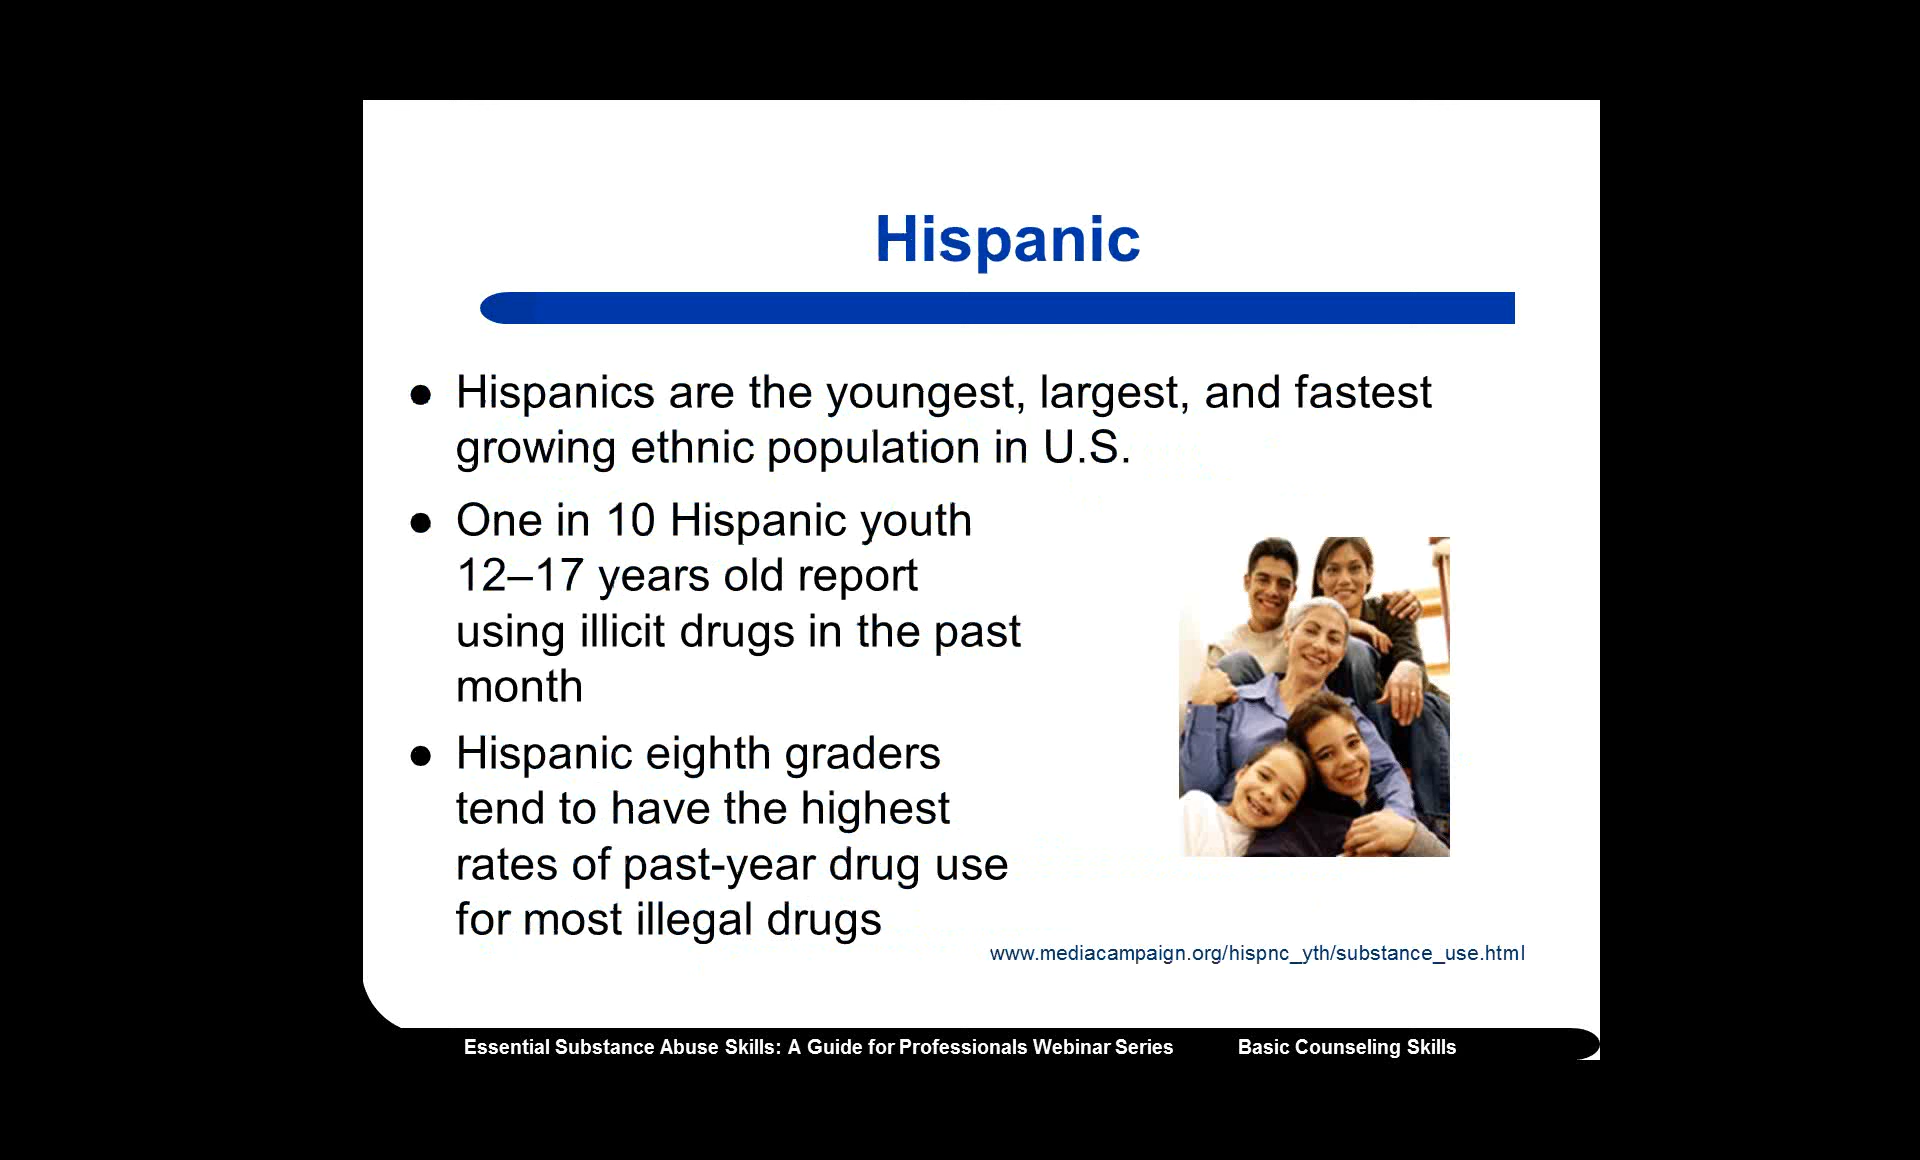 Hispanic
● Hispanics are the youngest, largest, and fastest
growing ethnic population in U.S.
● One in 10 Hispanic youth
12–17 years old report
using illicit drugs in the past
month
● Hispanic eighth graders
tend to have the highest
rates of past-year drug use
for most illegal drugs
www.mediacampaign.org/hispnc_yth/substance_use.html
Essential Substance Abuse Skills: A Guide for Professionals Webinar Series Basic Counseling Skills